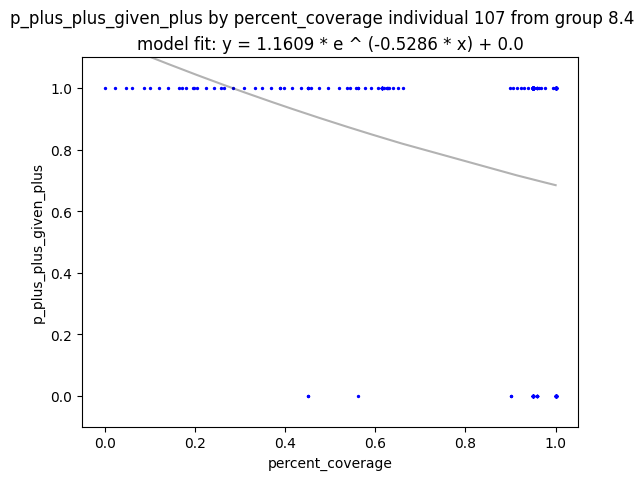 p_plus_plus_given_plus by percent_coverage individual 107 from group 8.4
model fit: y = 1.1609 * e ^ (-0.5286 * x) + 0.0
1.0
0.8
0.6
0.4
0.2
0.0
p_plus_plus_given_plus
0.0 0.2 0.4 0.6 0.8 1.0
percent_coverage